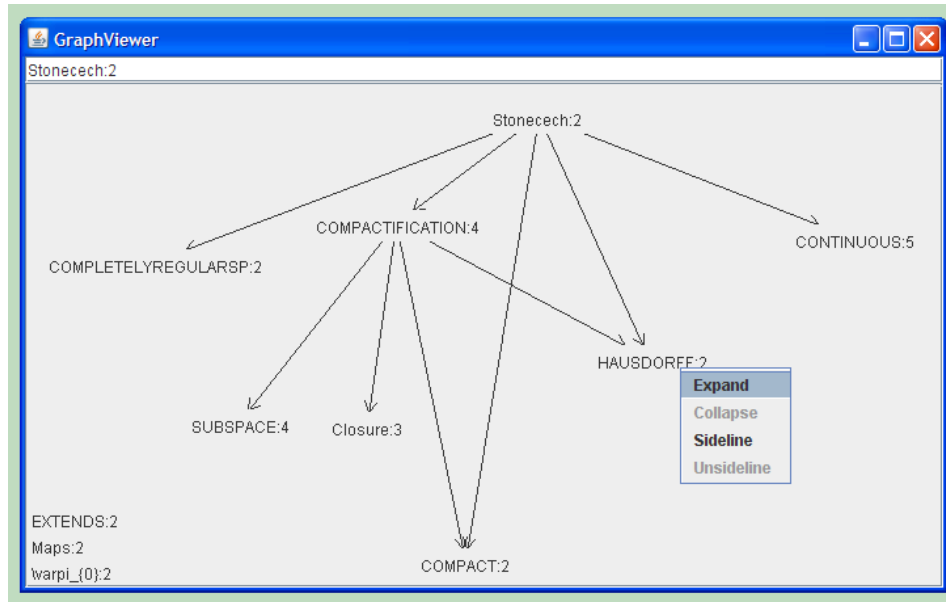 GraphViewer
Stonecech:2
Stonecech:2
COMPACTIFICATION:4
CONTINUOUS:5
COMPLETELYREGULARSP:2
HAUSDORFF:2
Expand
Collapse
Sideline
Unsideline
SUBSPACE:4
Closure:3
EXTENDS:2
Maps:2
\varpi_{0}:2
COMPACT:2